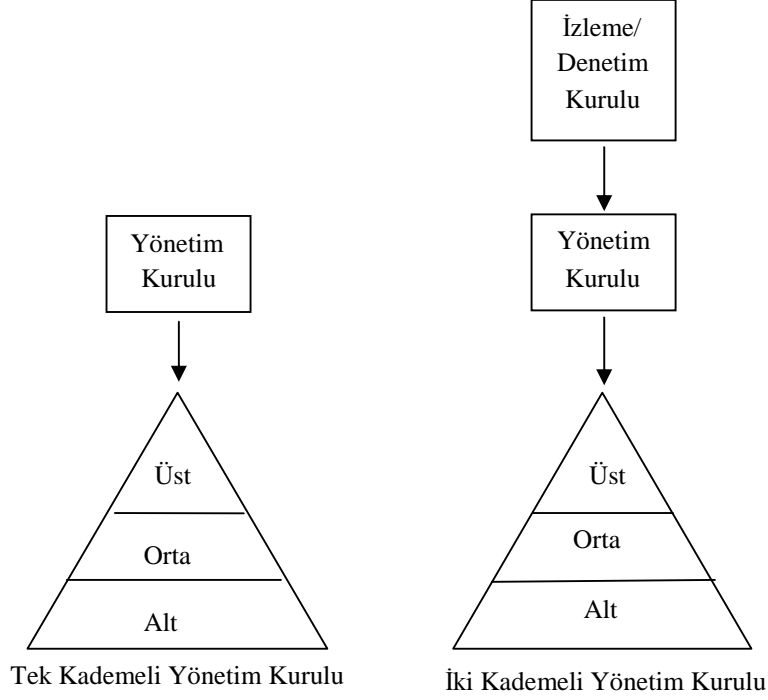 Yönetim
Kurulu
Üst
Orta
Alt
Tek Kademeli Yönetim Kurulu
İzleme/
Denetim
Kurulu
Yönetim
Kurulu
Üst
Orta
Alt
İki Kademeli Yönetim Kurulu